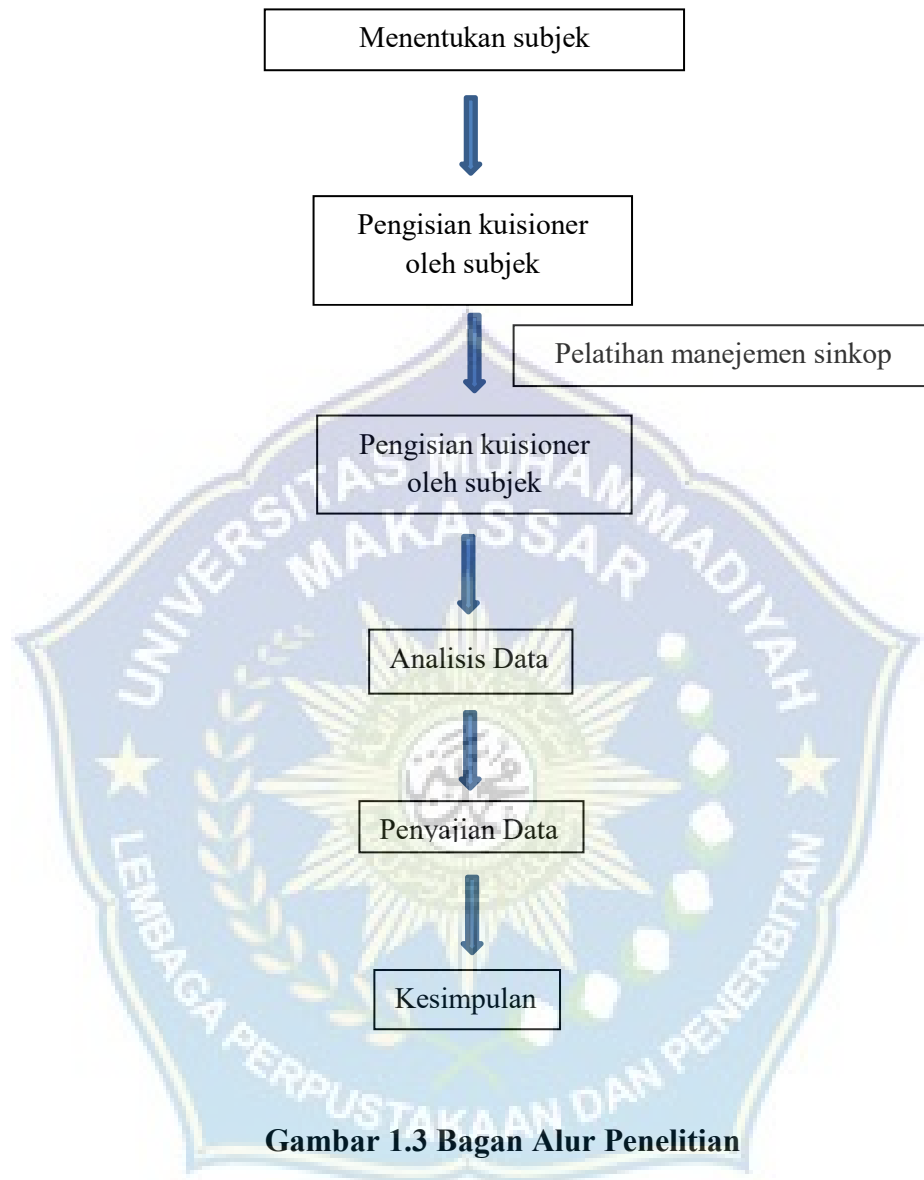 Menentukan subjek
Pengisian kuisioner
oleh subjek
Pelatihan manejemen sinkop
Pengisian kuisioner
oleh subjek
UNIVERSITAS MUHAMMADIYAH
MAKASSAR
Analisis Data
Penyajian Data
Kesimpulan
LEMBAGA PERPUSTAKAAN DAN PENERBITAN
Gambar 1.3 Bagan Alur Penelitian